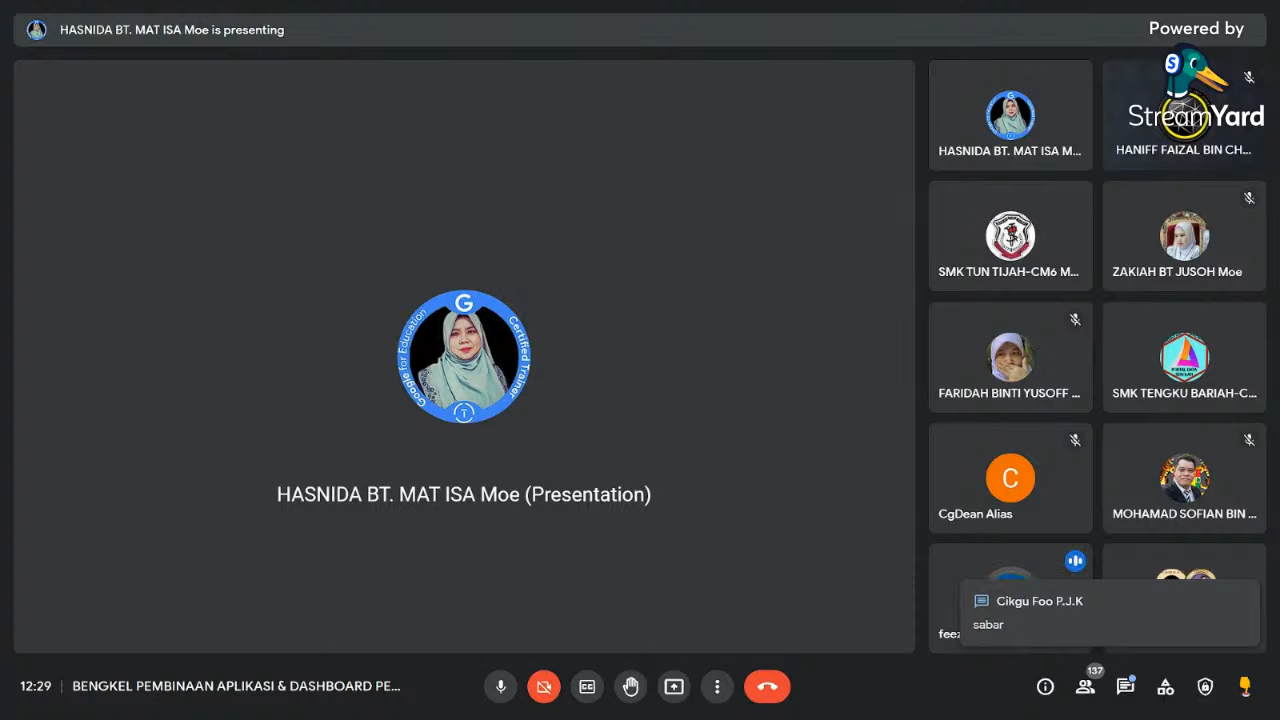 HASNIDA BT. MAT ISA Moe is presenting
Powered by
StreamYard
HASNIDA BT. MAT ISA M...
HANIFF FAIZAL BIN CH...
SMK TUN TIJAH-CM6 M...
ZAKIAH BT JUSOH Moe
G
Google for Education
Certified Trainer
T
HASNIDA BT. MAT ISA Moe (Presentation)
FARIDAH BINTI YUSOFF ...
SMK TENGKU BARIAH-C...
C
CgDean Alias
MOHAMAD SOFIAN BIN ...
Cikgu Foo P.J.K
sabar
12:29
BENGKEL PEMBINAAN APLIKASI & DASHBOARD PE...
137